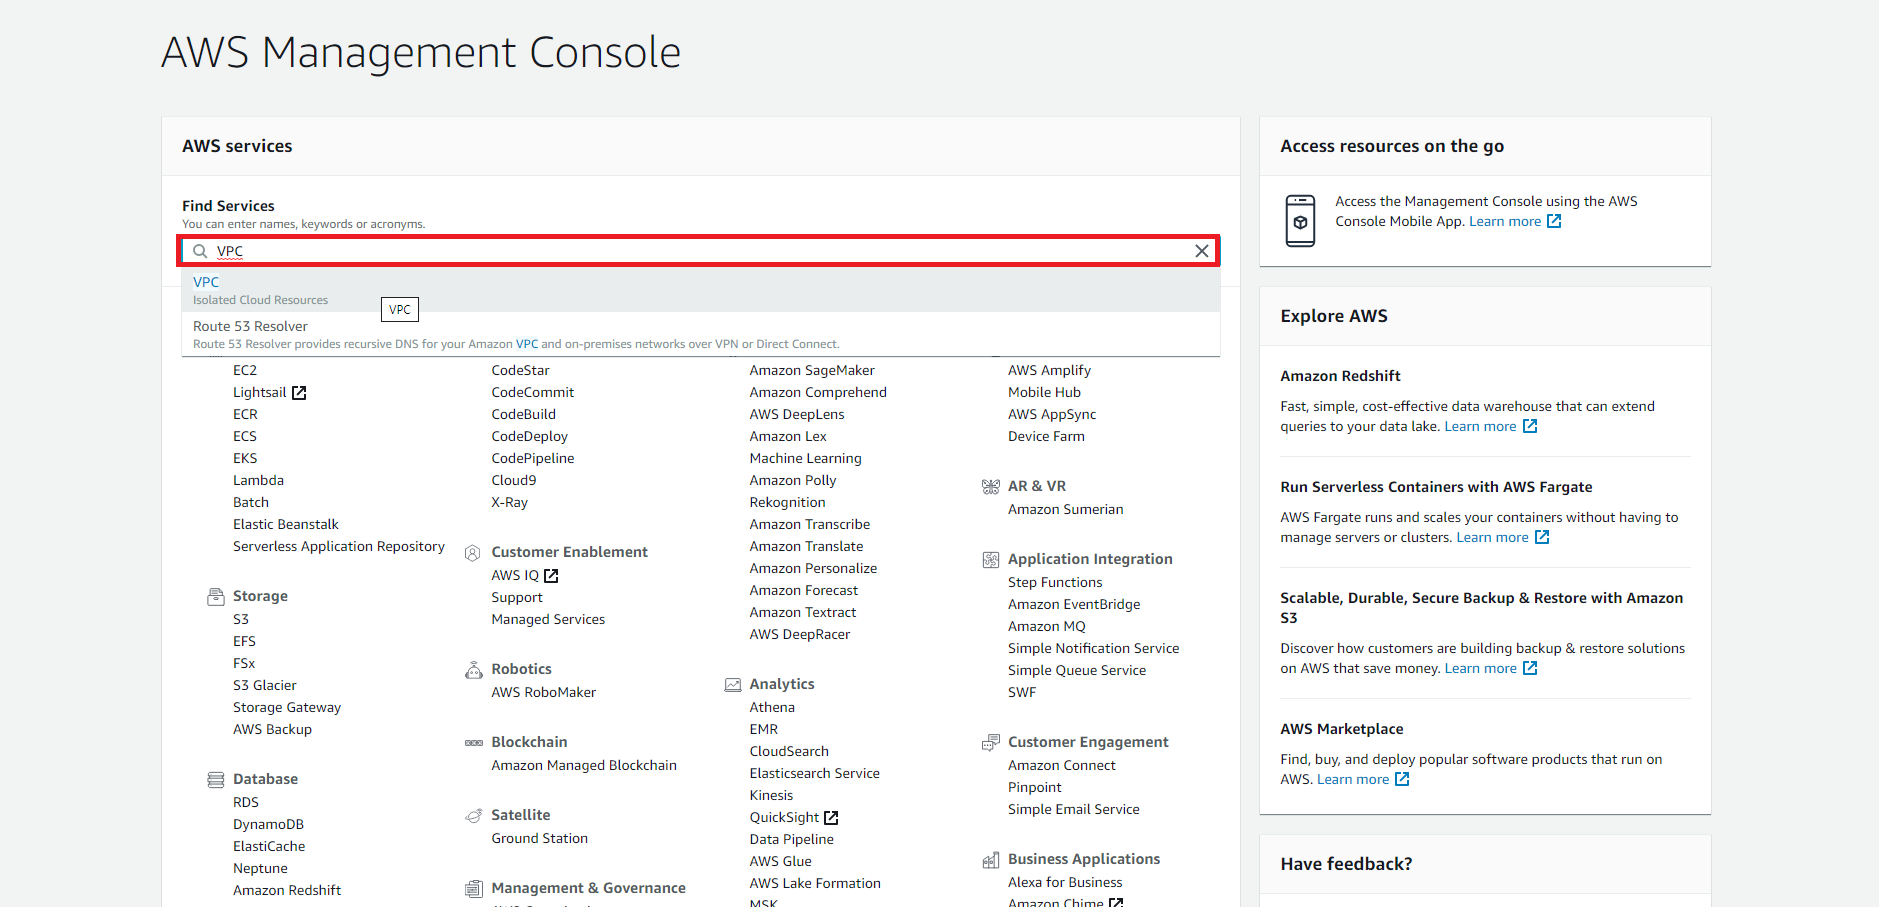 AWS Management Console
AWS services
Find Services
You can enter names, keywords or acronyms.
VPC
VPC
Isolated Cloud Resources
VPC
Route 53 Resolver
Route 53 Resolver provides recursive DNS for your Amazon VPC and on-premises networks over VPN or Direct Connect.
EC2
Lightsail
ECR
ECS
EKS
Lambda
Batch
Elastic Beanstalk
Serverless Application Repository
Storage
S3
EFS
FSx
S3 Glacier
Storage Gateway
AWS Backup
Database
RDS
DynamoDB
ElastiCache
Neptune
Amazon Redshift
CodeStar
CodeCommit
CodeBuild
CodeDeploy
CodePipeline
Cloud9
X-Ray
Customer Enablement
AWS IQ
Support
Managed Services
Robotics
AWS RoboMaker
Blockchain
Amazon Managed Blockchain
Satellite
Ground Station
Management & Governance
Amazon SageMaker
Amazon Comprehend
AWS DeepLens
Amazon Lex
Machine Learning
Amazon Polly
Rekognition
Amazon Transcribe
Amazon Translate
Amazon Personalize
Amazon Forecast
Amazon Textract
AWS DeepRacer
Analytics
Athena
EMR
CloudSearch
Elasticsearch Service
Kinesis
QuickSight
Data Pipeline
AWS Glue
AWS Lake Formation
MSK
AWS Amplify
Mobile Hub
AWS AppSync
Device Farm
AR & VR
Amazon Sumerian
Application Integration
Step Functions
Amazon EventBridge
Amazon MQ
Simple Notification Service
Simple Queue Service
SWF
Customer Engagement
Amazon Connect
Pinpoint
Simple Email Service
Business Applications
Alexa for Business
Amazon Chime
Access resources on the go
Access the Management Console using the AWS
Console Mobile App. Learn more
Explore AWS
Amazon Redshift
Fast, simple, cost-effective data warehouse that can extend
queries to your data lake. Learn more
Run Serverless Containers with AWS Fargate
AWS Fargate runs and scales your containers without having to
manage servers or clusters. Learn more
Scalable, Durable, Secure Backup & Restore with Amazon
S3
Discover how customers are building backup & restore solutions
on AWS that save money. Learn more
AWS Marketplace
Find, buy, and deploy popular software products that run on
AWS. Learn more
Have feedback?